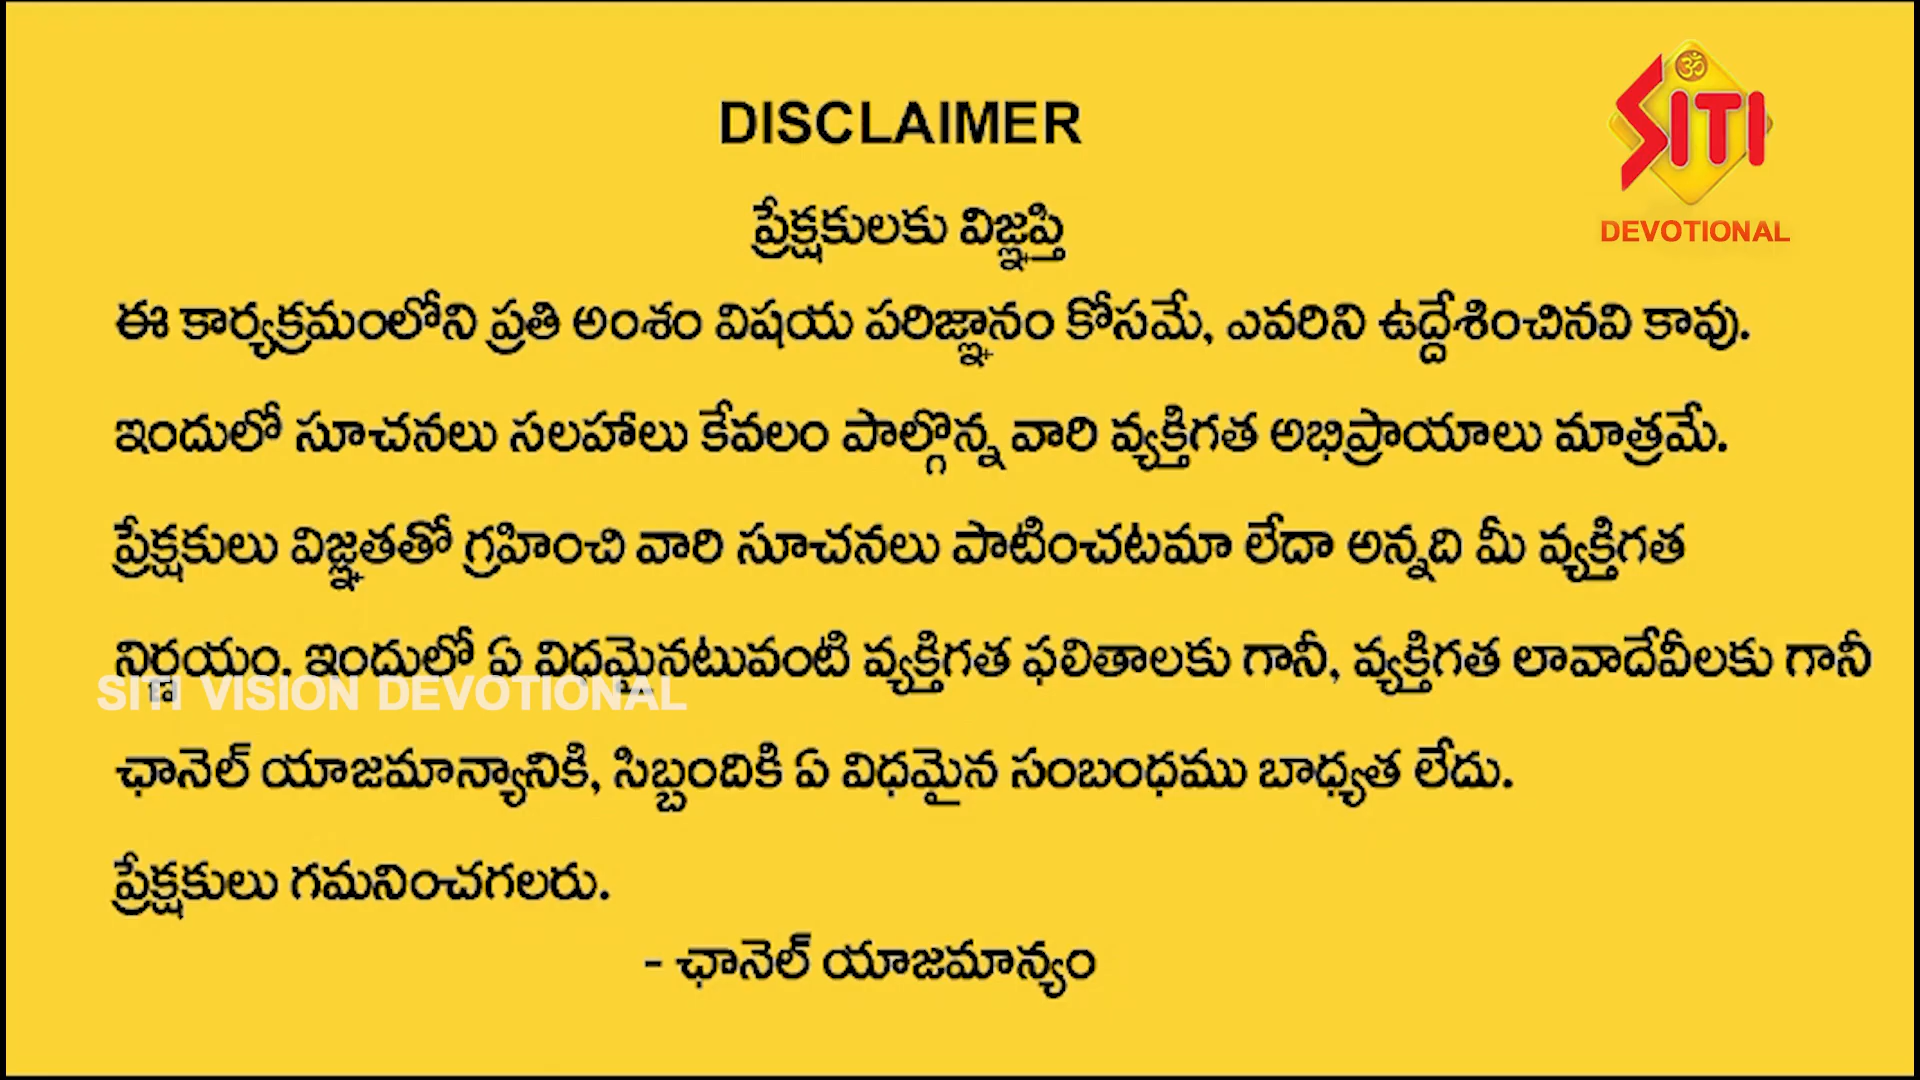 DISCLAIMER
SITI
DEVOTIONAL
ప్రేక్షకులకు విజ్ఞప్తి
ఈ కార్యక్రమంలోని ప్రతి అంశం విషయ పరిజ్ఞానం కోసమే, ఎవరిని ఉద్దేశించినవి కావు.
ఇందులో సూచనలు సలహాలు కేవలం పాల్గొన్న వారి వ్యక్తిగత అభిప్రాయాలు మాత్రమే.
ప్రేక్షకులు విజ్ఞతతో గ్రహించి వారి సూచనలు పాటించటమా లేదా అన్నది మీ వ్యక్తిగత
నిర్ణయం. ఇందులో ఏ విధమైనటువంటి వ్యక్తిగత ఫలితాలకు గానీ, వ్యక్తిగత లావాదేవీలకు గానీ
SITI VISION DEVOTIONAL
ఛానెల్ యాజమాన్యానికి, సిబ్బందికి ఏ విధమైన సంబంధము బాధ్యత లేదు.
ప్రేక్షకులు గమనించగలరు.
- ఛానెల్ యాజమాన్యం